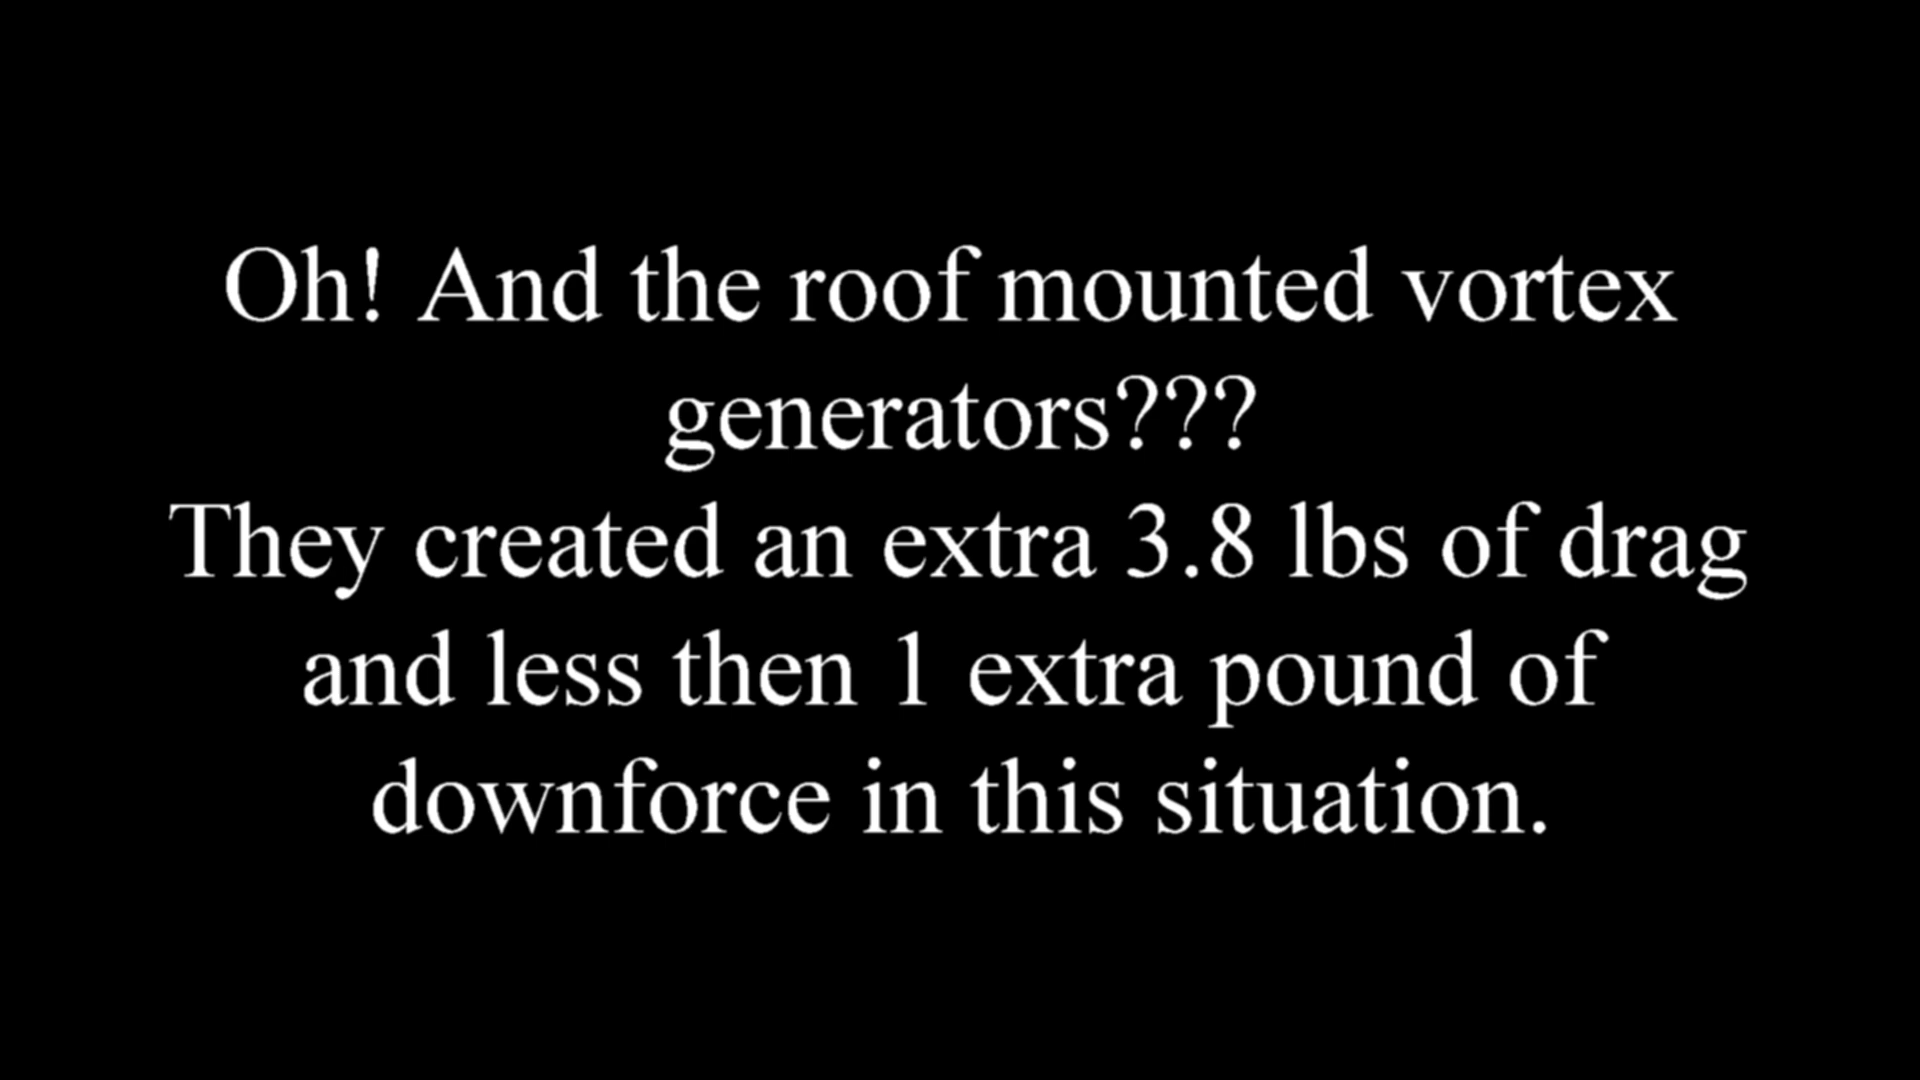 Oh! And the roof mounted vortex
generators???
They created an extra 3.8 lbs of drag
and less then 1 extra pound of
downforce in this situation.